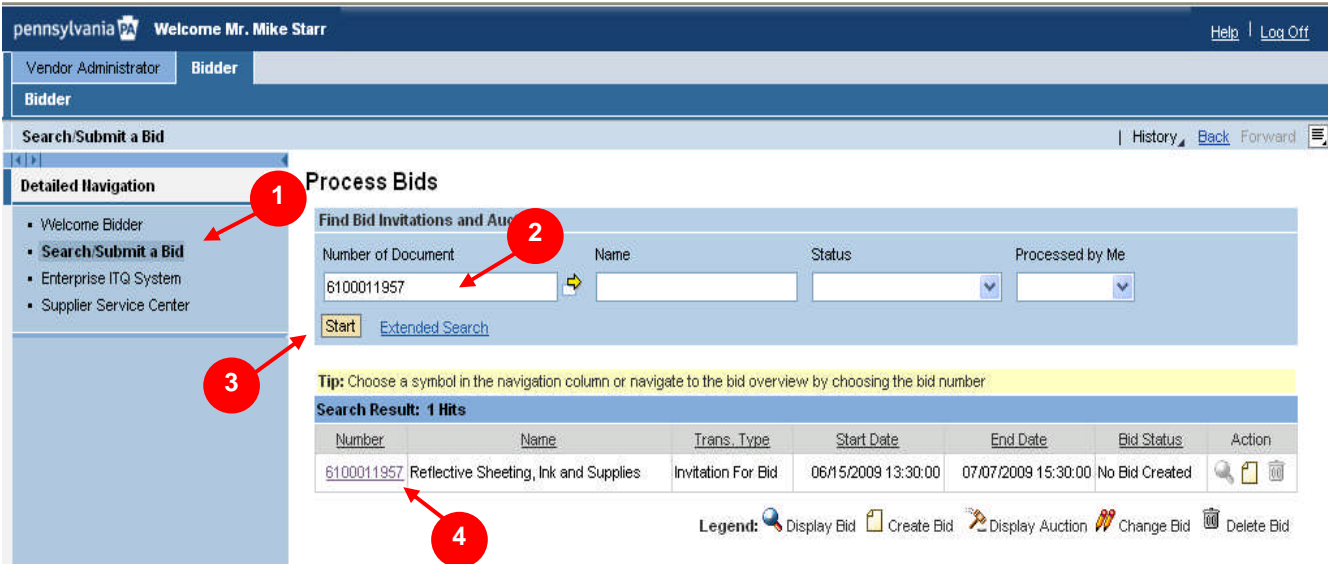 pennsylvania PA Welcome Mr. Mike Starr Help | Log Off
Vendor Administrator Bidder
Bidder
Search/Submit a Bid | History Back Forward
Detailed Navigation
Welcome Bidder
Search/Submit a Bid
Enterprise ITQ System
Supplier Service Center
1
Process Bids
Find Bid Invitations and Auc
2
Number of Document Name Status Processed by Me
6100011957
Start Extended Search
3
Tip: Choose a symbol in the navigation column or navigate to the bid overview by choosing the bid number
Search Result: 1 Hits
Number Name Trans. Type Start Date End Date Bid Status Action
6100011957 Reflective Sheeting, Ink and Supplies Invitation For Bid 06/15/2009 13:30:00 07/07/2009 15:30:00 No Bid Created
Legend: Display Bid Create Bid Display Auction Change Bid Delete Bid
4